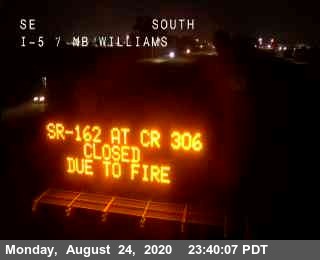 SE SOUTH
I-5 7 NB WILLIAMS
SR-162 AT CR 306
CLOSED
DUE TO FIRE
Monday, August 24, 2020 23:40:07 PDT